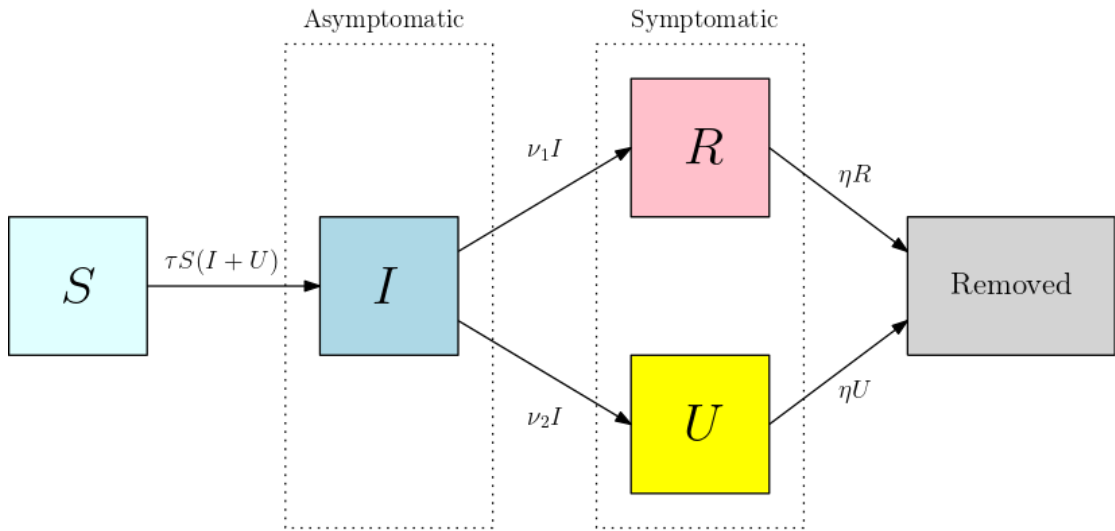 Asymptomatic
Symptomatic
R
ν₁I
ηR
S
τS(I + U)
I
Removed
ν₂I
U
ηU